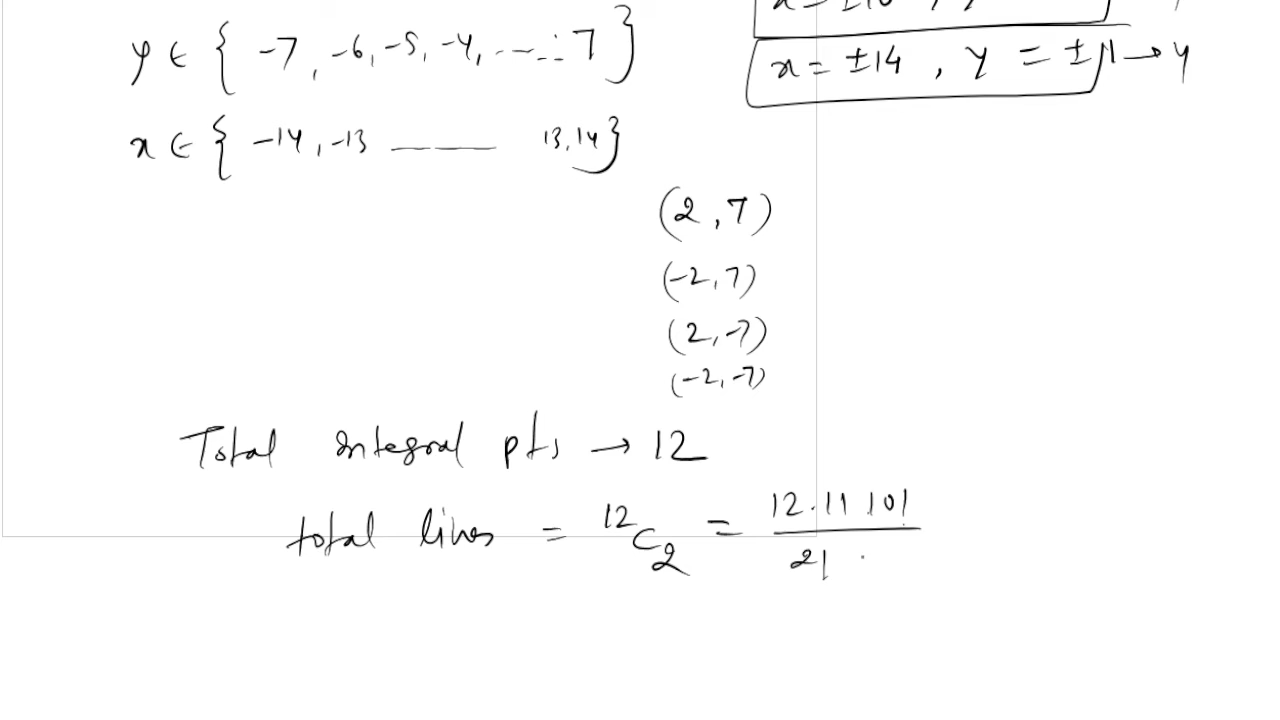 y ∈ { -7, -6, -5, -4, ..... 7 }
x = ±14 , y = ±1 → 4
x ∈ { -14, -13 ____ 13, 14 }
(2, 7)
(-2, 7)
(2, -7)
(-2, -7)
Total integral pts → 12
total lines = 12C2 = 12.11 10! / 2!